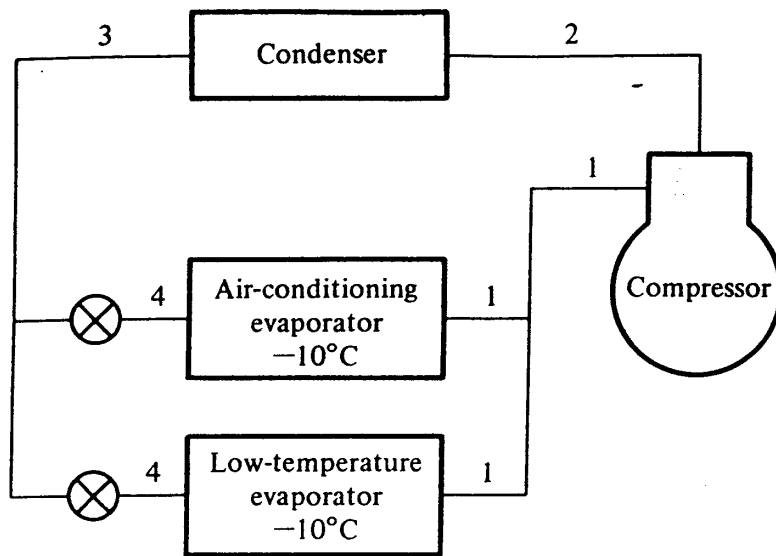 3
Condenser
2
1
4
Air-conditioning
evaporator
−10°C
1
Compressor
4
Low-temperature
evaporator
−10°C
1